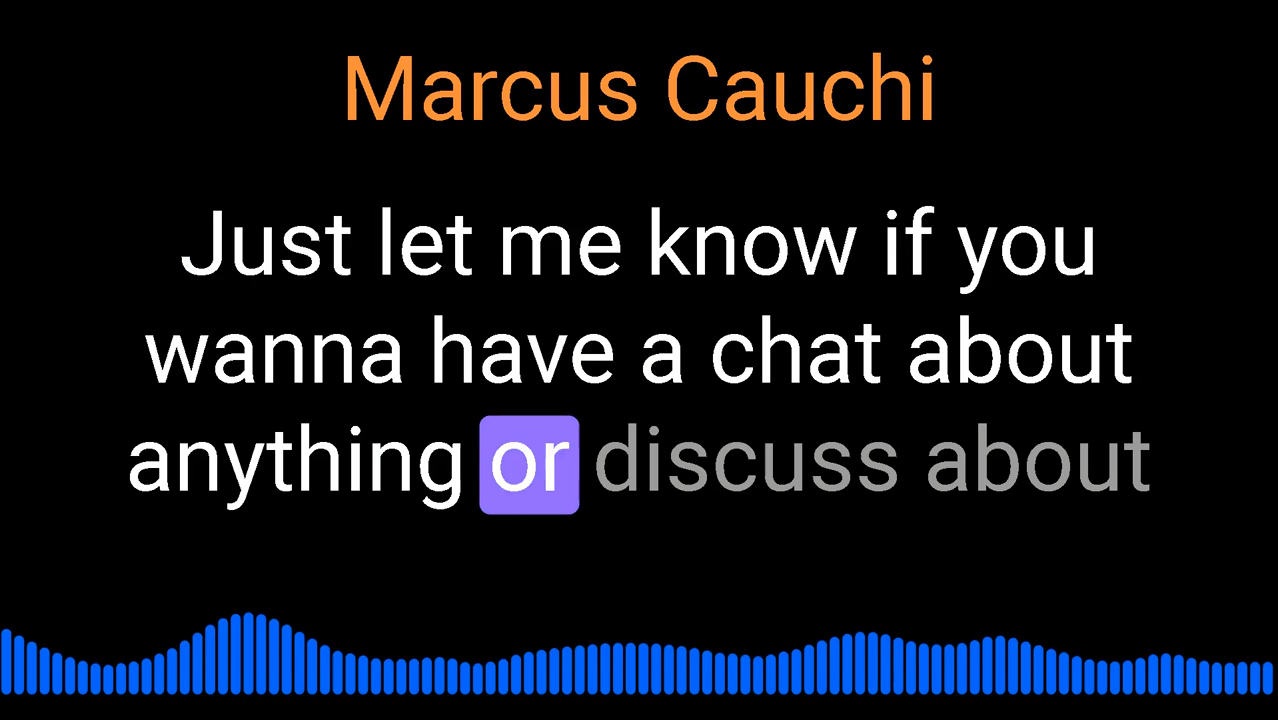 Marcus Cauchi
Just let me know if you
wanna have a chat about
anything or discuss about